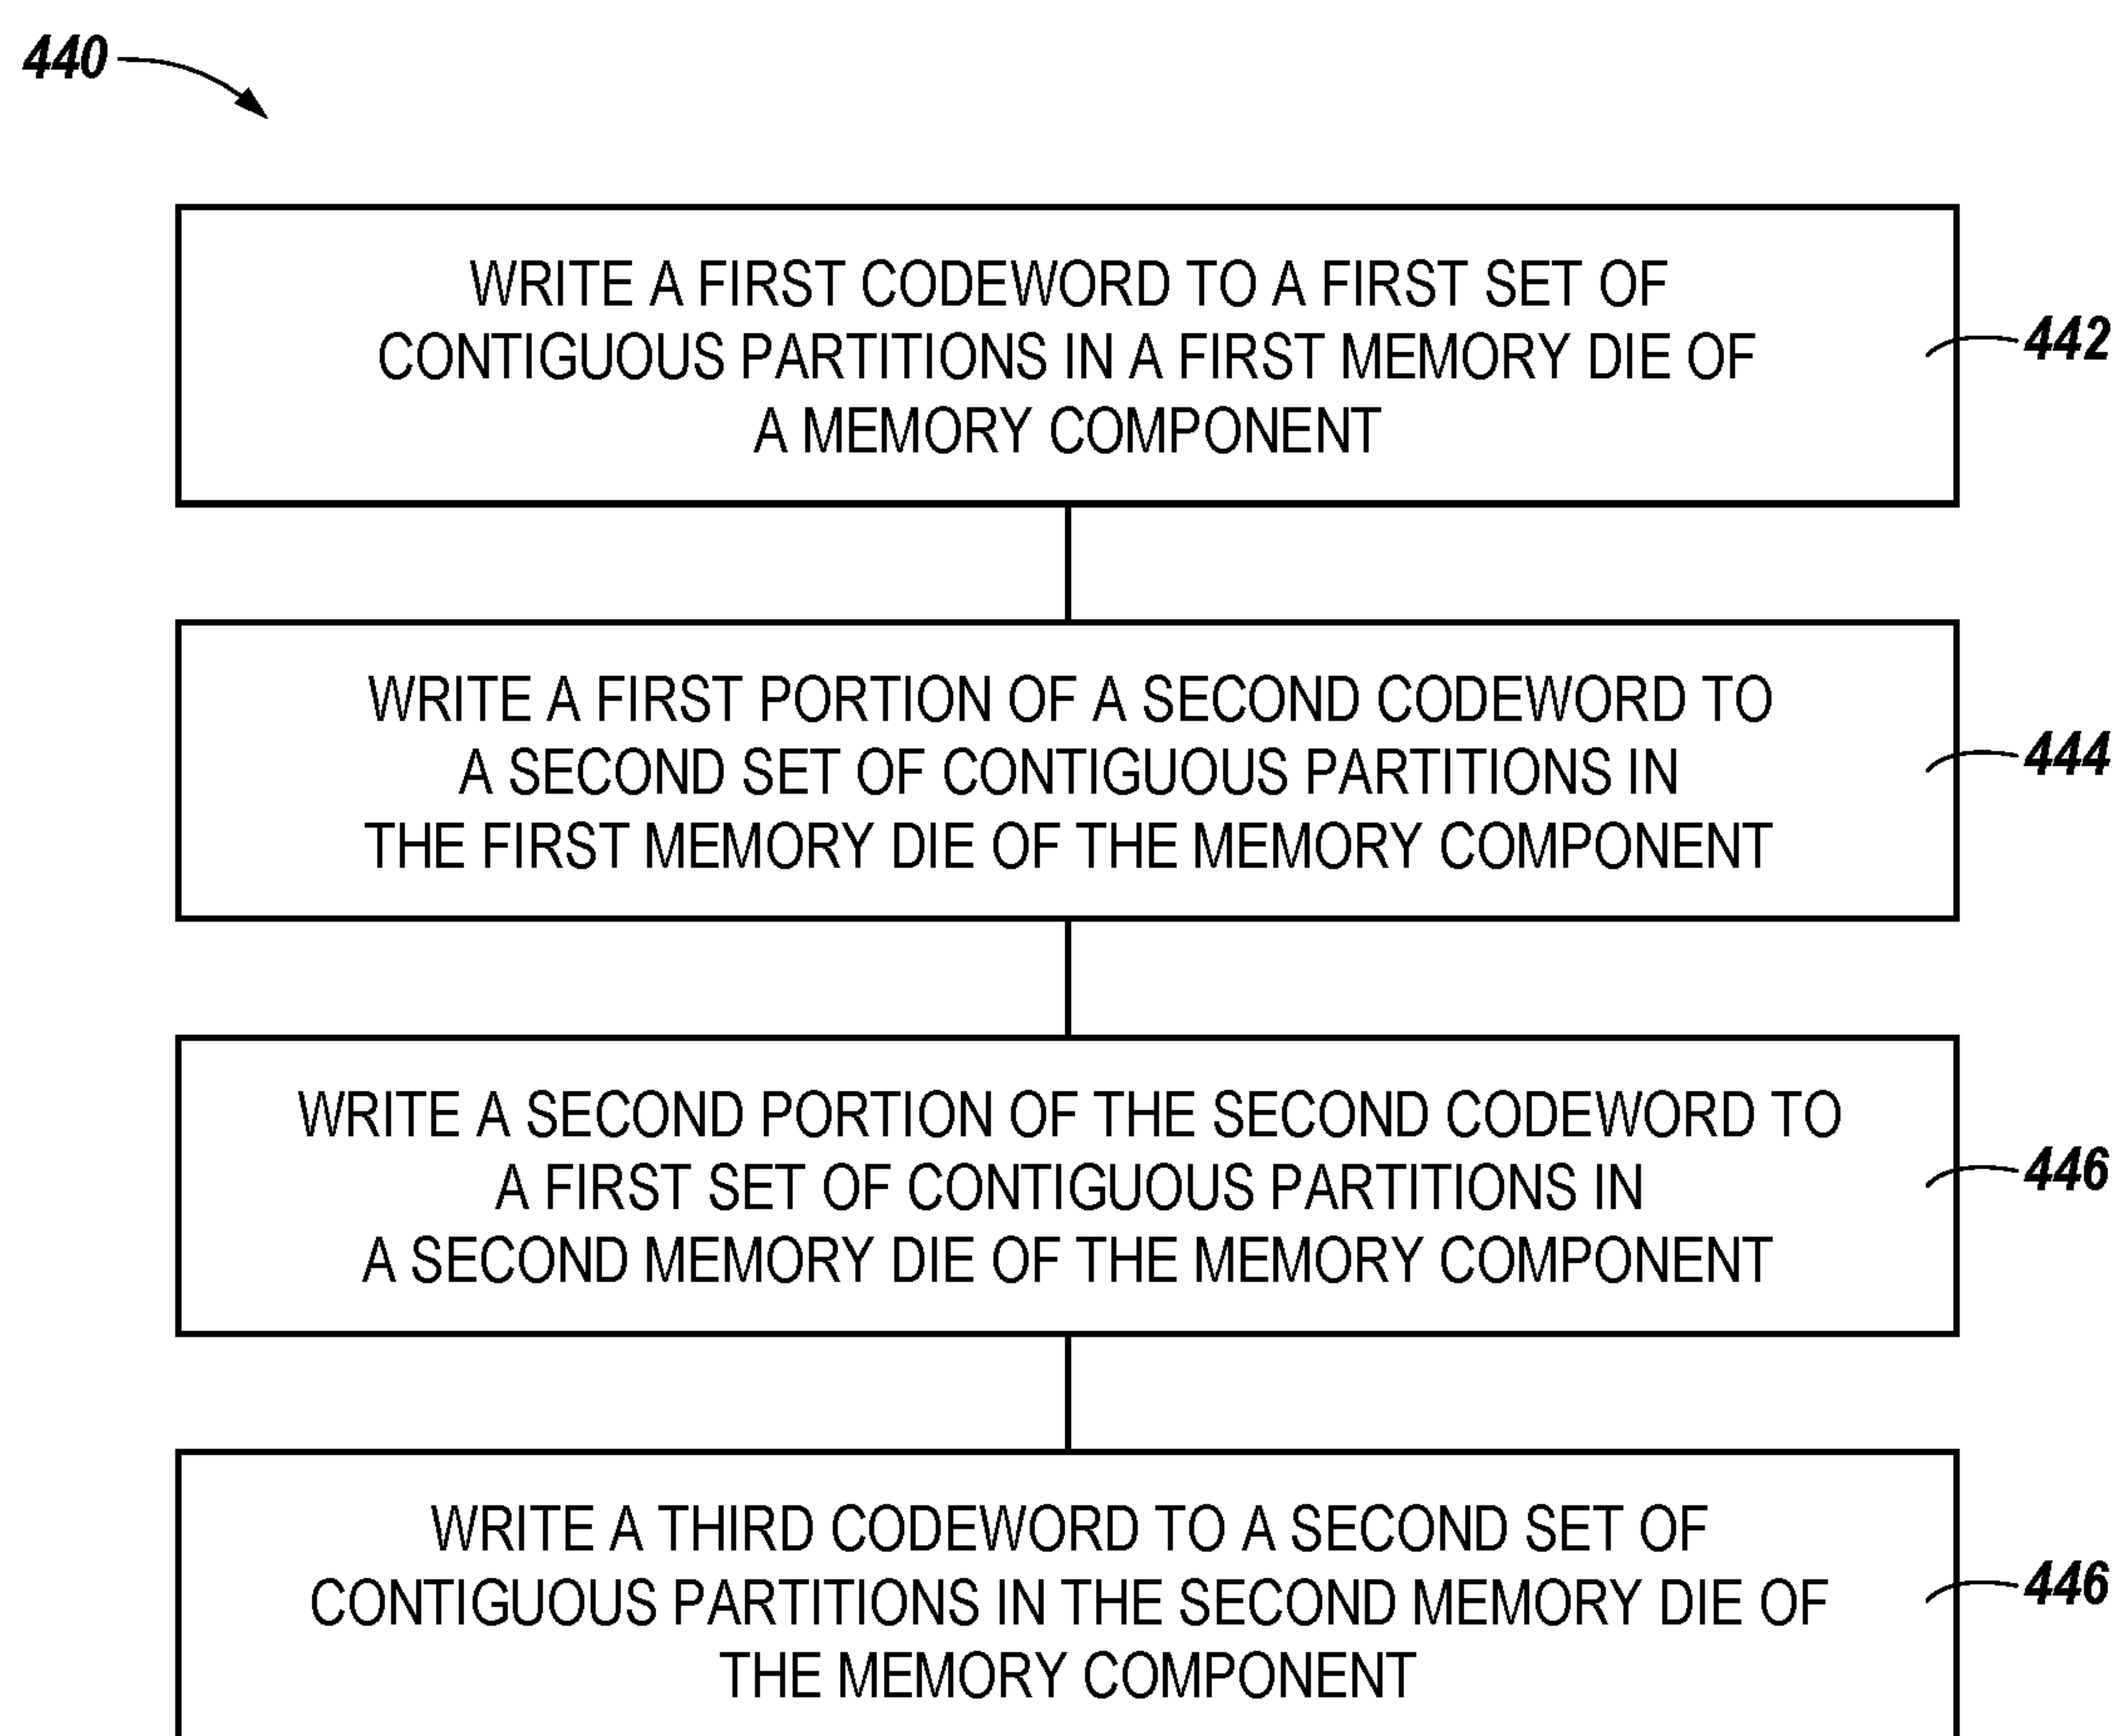 440
WRITE A FIRST CODEWORD TO A FIRST SET OF
CONTIGUOUS PARTITIONS IN A FIRST MEMORY DIE OF
A MEMORY COMPONENT
442
WRITE A FIRST PORTION OF A SECOND CODEWORD TO
A SECOND SET OF CONTIGUOUS PARTITIONS IN
THE FIRST MEMORY DIE OF THE MEMORY COMPONENT
444
WRITE A SECOND PORTION OF THE SECOND CODEWORD TO
A FIRST SET OF CONTIGUOUS PARTITIONS IN
A SECOND MEMORY DIE OF THE MEMORY COMPONENT
446
WRITE A THIRD CODEWORD TO A SECOND SET OF
CONTIGUOUS PARTITIONS IN THE SECOND MEMORY DIE OF
THE MEMORY COMPONENT
446